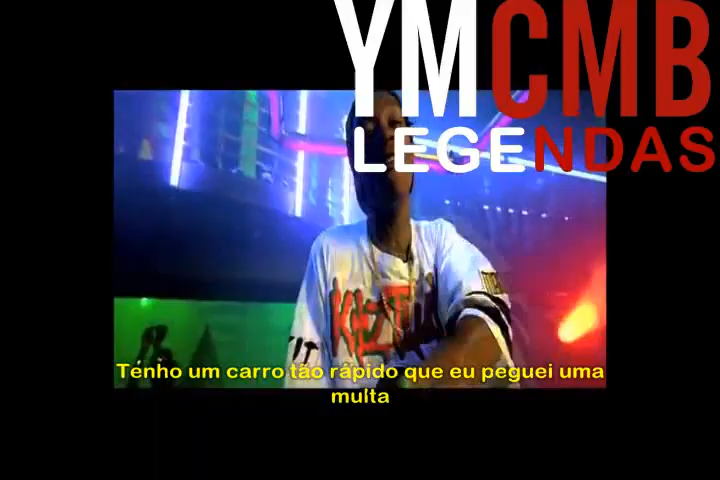 YMCMB
LEGENDAS
Tenho um carro tão rápido que eu peguei uma
multa